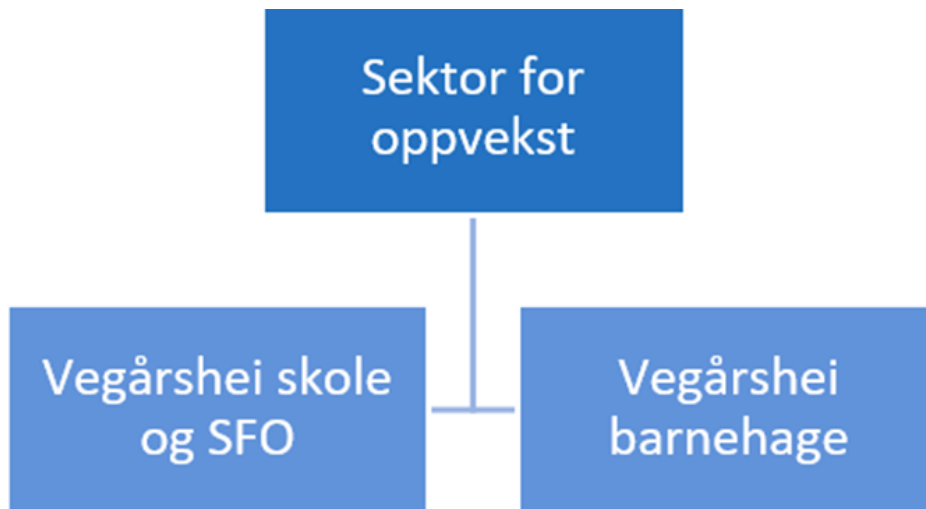 Sektor for
oppvekst
Vegårshei skole
og SFO
Vegårshei
barnehage